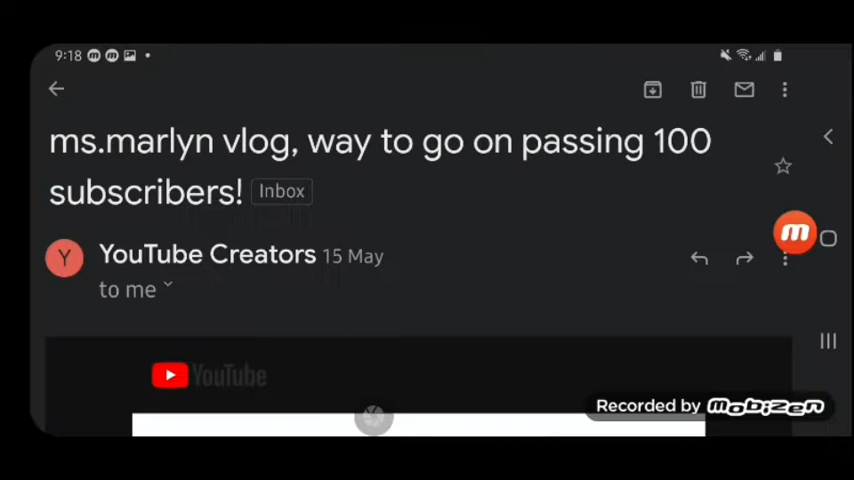 9:18
ms.marlyn vlog, way to go on passing 100
subscribers! Inbox
Y YouTube Creators 15 May
to me
YouTube
Recorded by mobizen